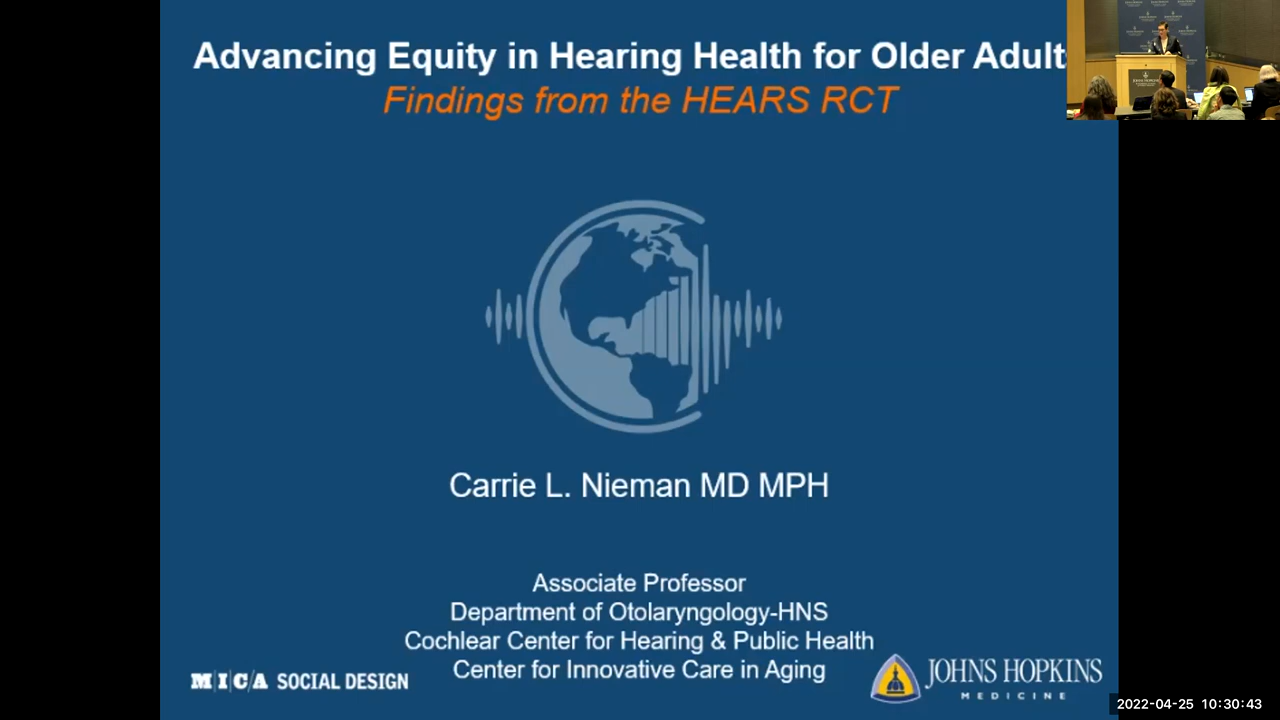 Advancing Equity in Hearing Health for Older Adult
Findings from the HEARS RCT
Carrie L. Nieman MD MPH
Associate Professor
Department of Otolaryngology-HNS
Cochlear Center for Hearing & Public Health
Center for Innovative Care in Aging
M|I|C|A SOCIAL DESIGN
JOHNS HOPKINS
MEDICINE
2022-04-25 10:30:43